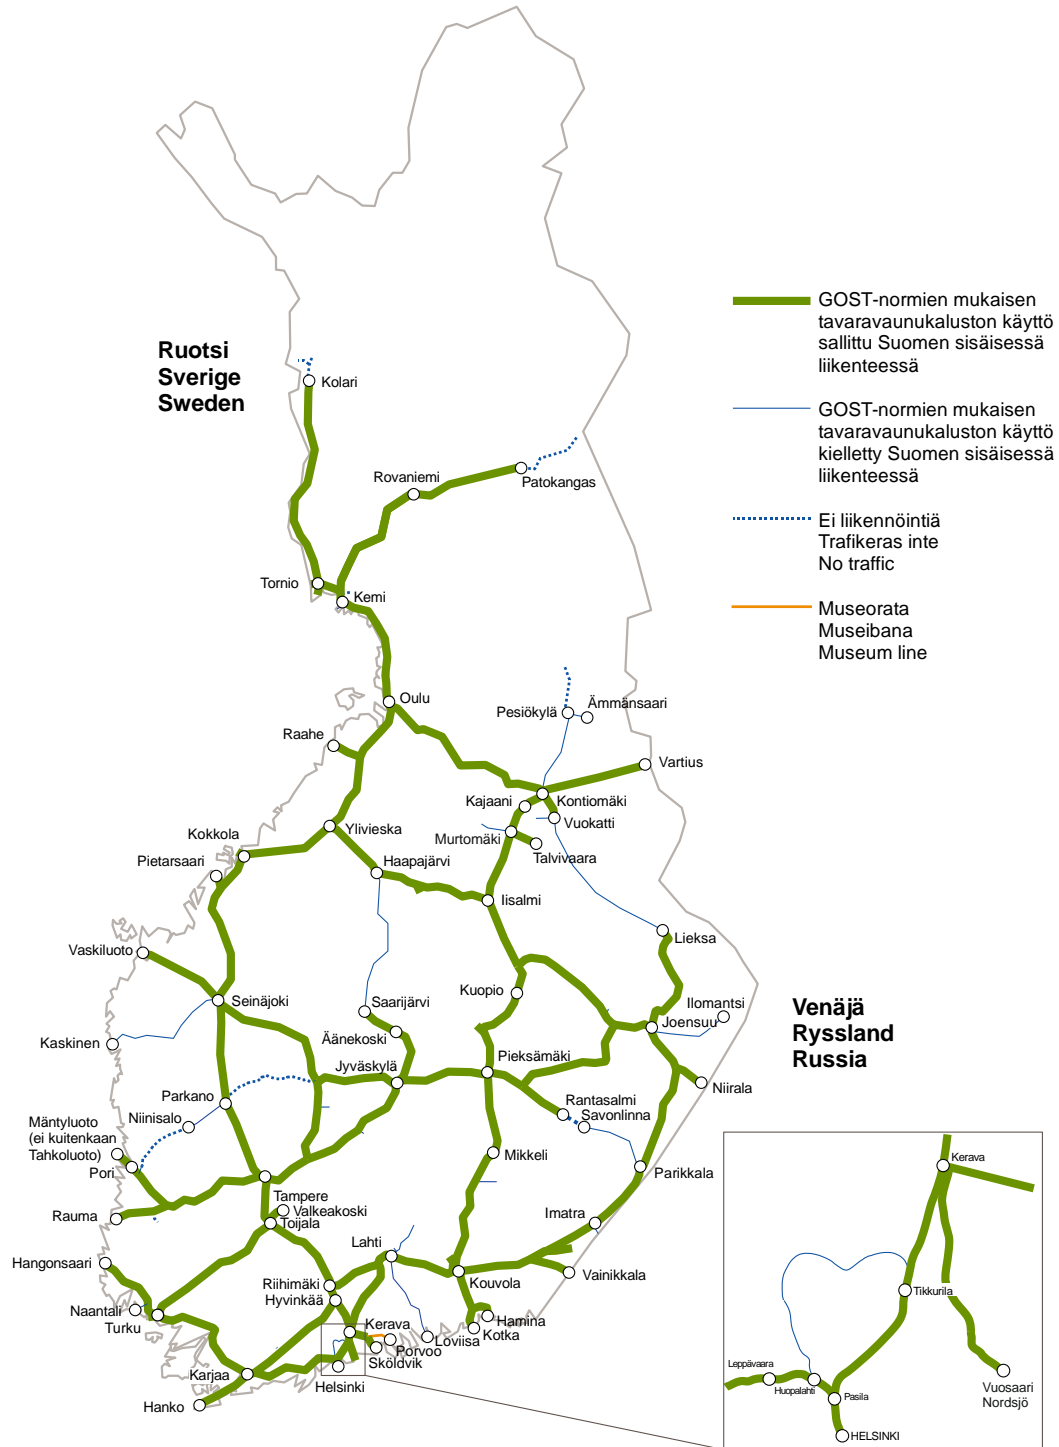 GOST-normien mukaisen
tavaravaunukaluston käyttö
sallittu Suomen sisäisessä
liikenteessä
GOST-normien mukaisen
tavaravaunukaluston käyttö
kielletty Suomen sisäisessä
liikenteessä
Ei liikennöintiä
Trafikeras inte
No traffic
Museorata
Museibana
Museum line
Ruotsi
Sverige
Sweden
Kolari
Rovaniemi
Patokangas
Tornio
Kemi
Oulu
Pesiökylä
Ämmänsaari
Raahe
Vartius
Kajaani
Kontiomäki
Vuokatti
Ylivieska
Murtomäki
Talvivaara
Kokkola
Pietarsaari
Haapajärvi
Iisalmi
Lieksa
Vaskiluoto
Seinäjoki
Kuopio
Saarijärvi
Ilomantsi
Joensuu
Äänekoski
Kaskinen
Jyväskylä
Pieksämäki
Niirala
Venäjä
Ryssland
Russia
Parkano
Niinisalo
Rantasalmi
Savonlinna
Mäntyluoto
(ei kuitenkaan
Tahkoluoto)
Pori
Mikkeli
Parikkala
Tampere
Valkeakoski
Toijala
Rauma
Imatra
Lahti
Hangonsaari
Riihimäki
Hyvinkää
Kouvola
Vainikkala
Naantali
Turku
Kerava
Porvoo
Sköldvik
Loviisa
Hamina
Kotka
Karjaa
Helsinki
Hanko
Kerava
Tikkurila
Leppävaara
Huopalahti
Pasila
Vuosaari
Nordsjö
HELSINKI